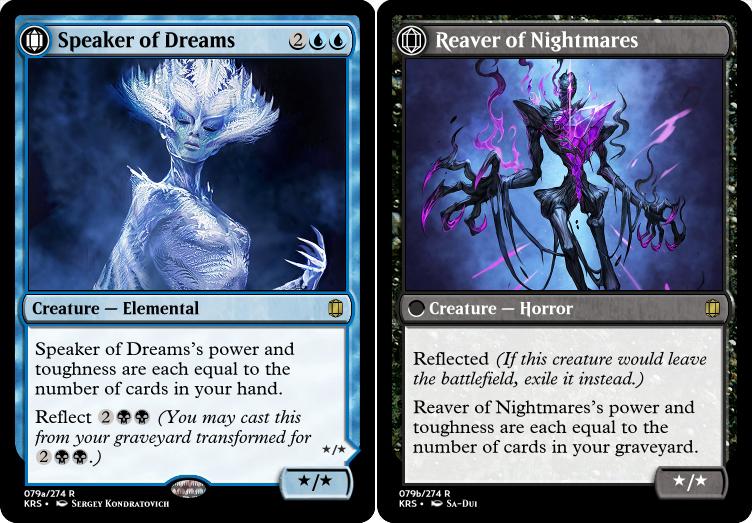 Speaker of Dreams 2
Creature — Elemental
Speaker of Dreams's power and
toughness are each equal to the
number of cards in your hand.
Reflect 2 (You may cast this
from your graveyard transformed for
2 .)
★/★
★/★
079a/274 R
KRS • Sergey Kondratovich
Reaver of Nightmares
Creature — Horror
Reflected (If this creature would leave
the battlefield, exile it instead.)
Reaver of Nightmares's power and
toughness are each equal to the
number of cards in your graveyard.
★/★
079b/274 R
KRS • Sa-Dui